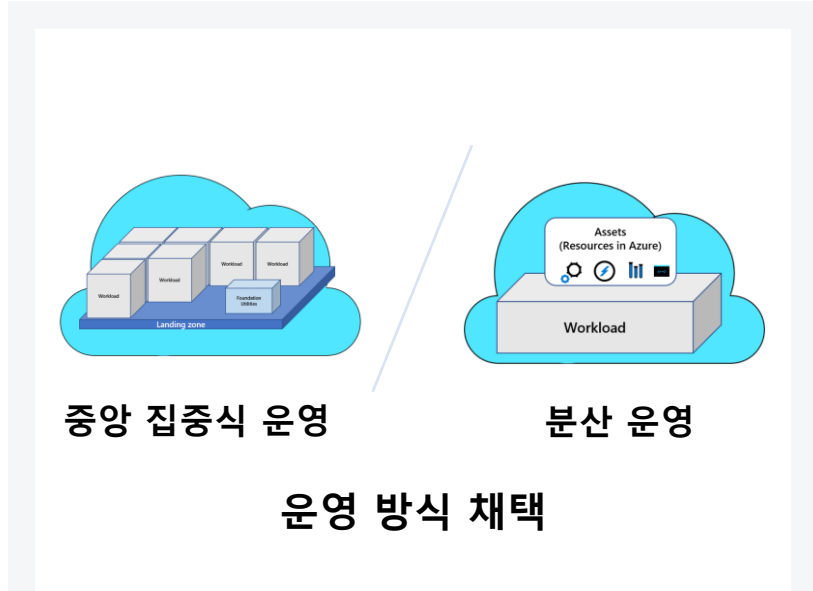 Workload
Workload
Workload
Workload
Foundation
Utilities
Landing zone
Assets
(Resources in Azure)
Workload
중앙 집중식 운영
분산 운영
운영 방식 채택